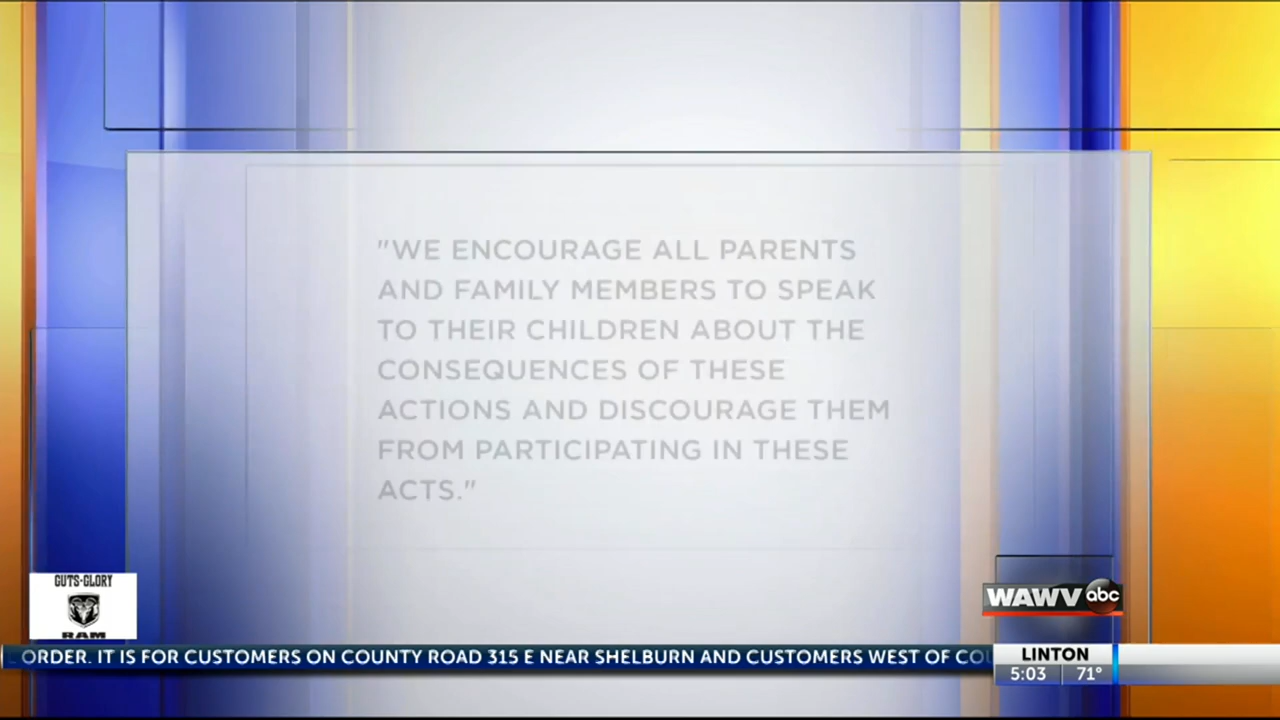 "WE ENCOURAGE ALL PARENTS
AND FAMILY MEMBERS TO SPEAK
TO THEIR CHILDREN ABOUT THE
CONSEQUENCES OF THESE
ACTIONS AND DISCOURAGE THEM
FROM PARTICIPATING IN THESE
ACTS."
GUTS·GLORY
RAM
WAWV abc
L ORDER. IT IS FOR CUSTOMERS ON COUNTY ROAD 315 E NEAR SHELBURN AND CUSTOMERS WEST OF COU
LINTON
5:03 71°